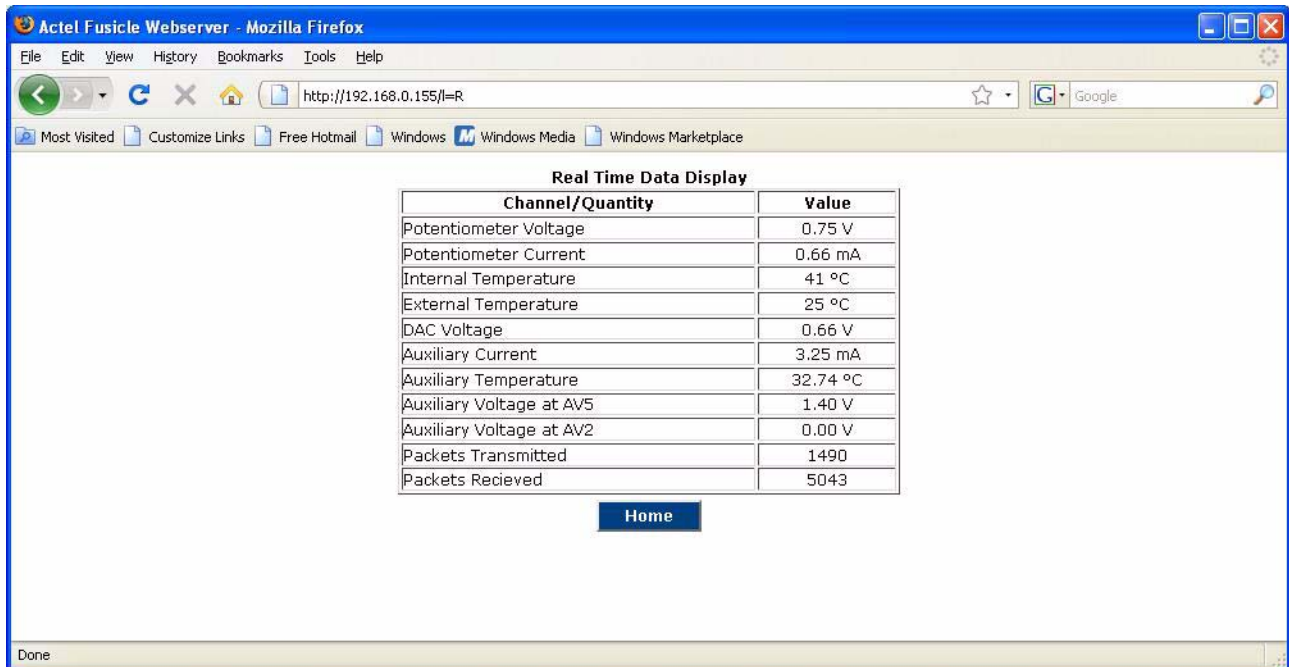 Actel Fusicle Webserver - Mozilla Firefox
File Edit View History Bookmarks Tools Help
http://192.168.0.155/l=R
G Google
Most Visited Customize Links Free Hotmail Windows Windows Media Windows Marketplace
Real Time Data Display
Channel/Quantity Value
Potentiometer Voltage 0.75 V
Potentiometer Current 0.66 mA
Internal Temperature 41 ºC
External Temperature 25 ºC
DAC Voltage 0.66 V
Auxiliary Current 3.25 mA
Auxiliary Temperature 32.74 ºC
Auxiliary Voltage at AV5 1.40 V
Auxiliary Voltage at AV2 0.00 V
Packets Transmitted 1490
Packets Recieved 5043
Home
Done